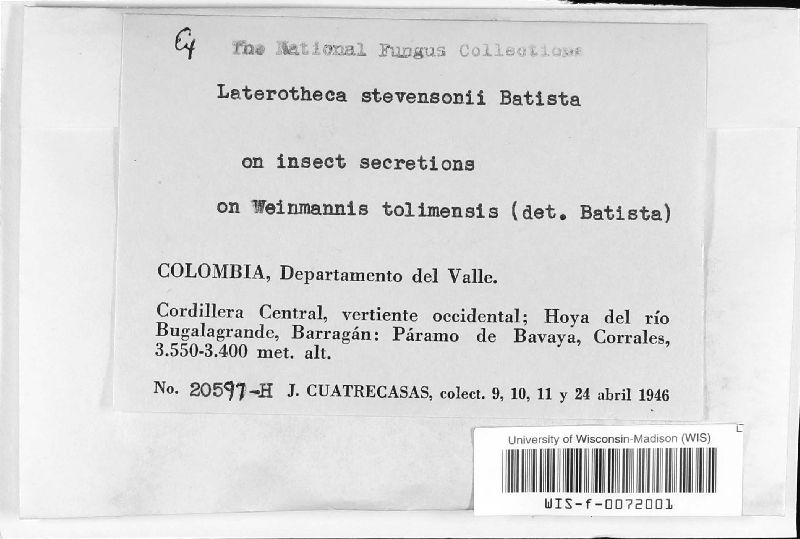 Cy The National Fungus Collections
Laterotheca stevensonii Batista
on insect secretions
on Weinmannis tolimensis (det. Batista)
COLOMBIA, Departamento del Valle.
Cordillera Central, vertiente occidental; Hoya del río
Bugalagrande, Barragán: Páramo de Bavaya, Corrales,
3.550-3.400 met. alt.
No. 20597-H J. CUATRECASAS, colect. 9, 10, 11 y 24 abril 1946
University of Wisconsin-Madison (WIS)
WIS-f-0072001